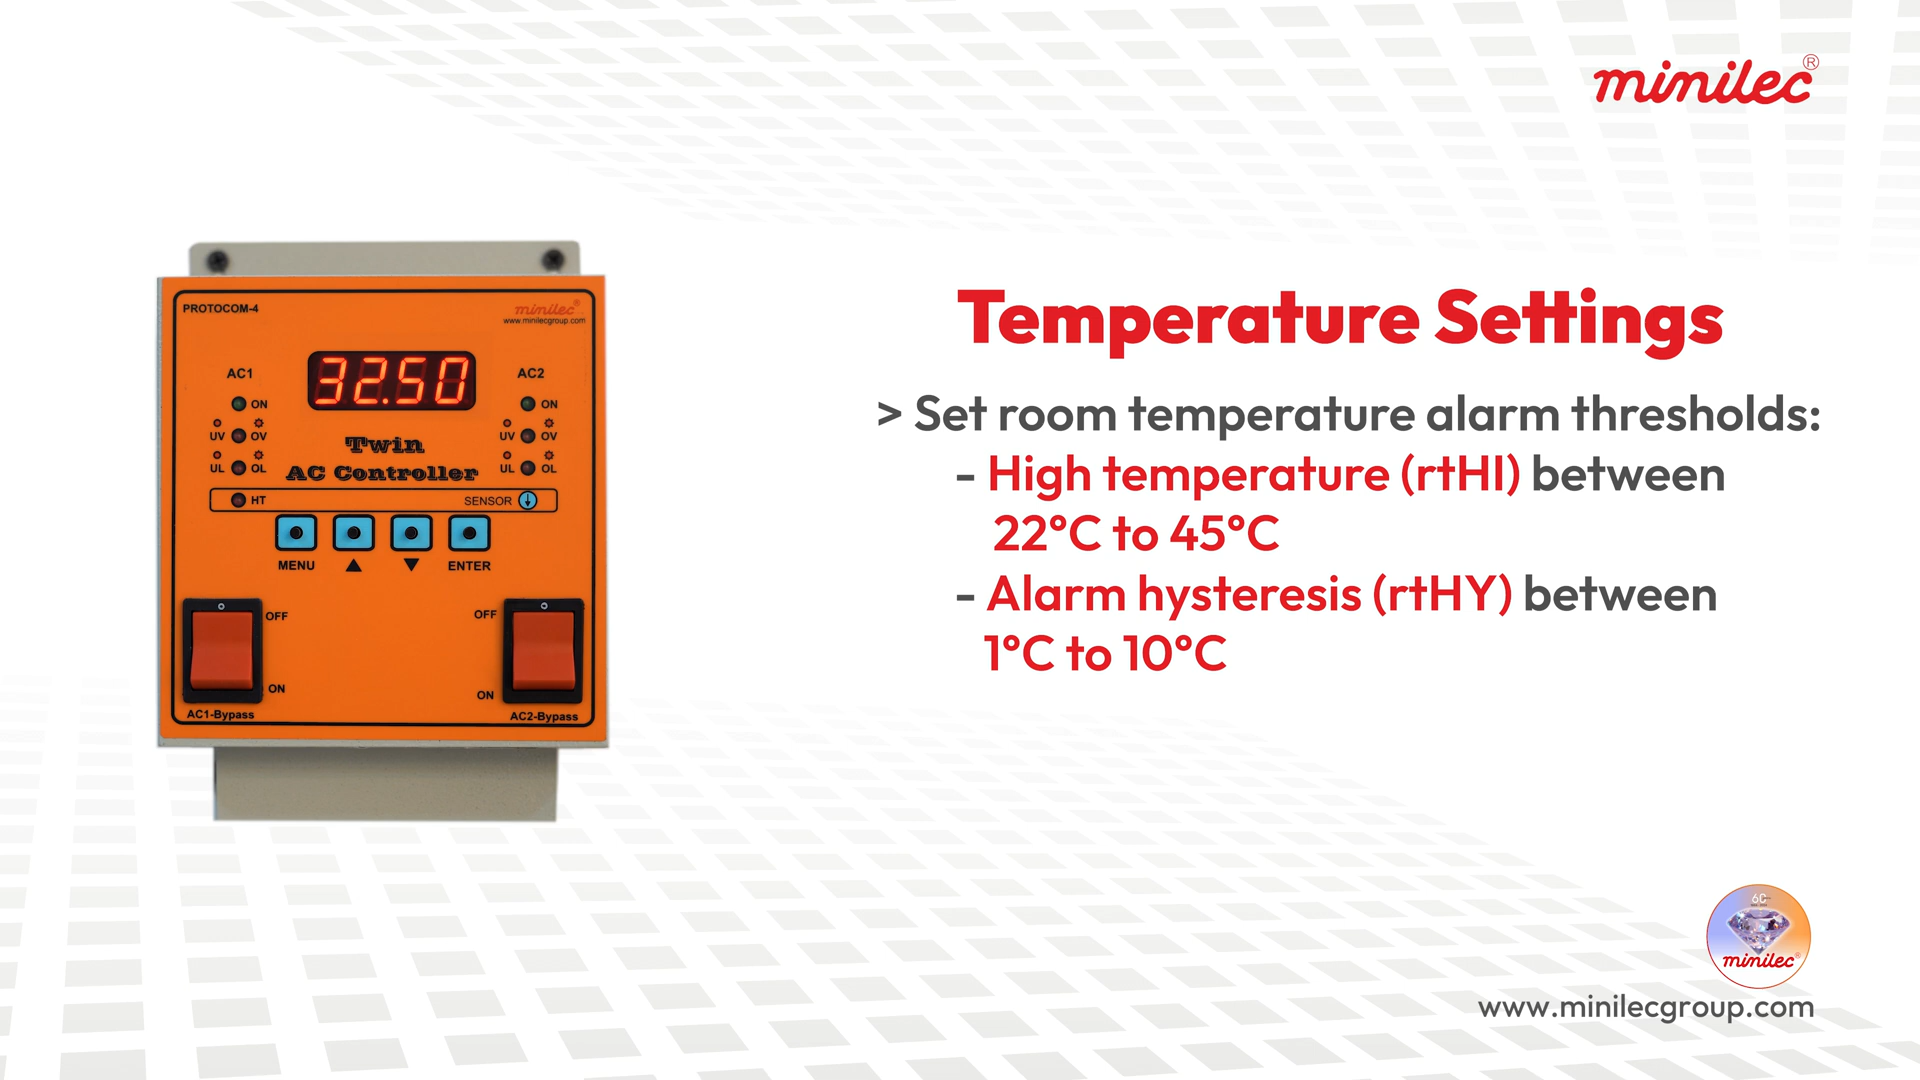 minilec®
PROTOCOM-4
minilec®
www.minilecgroup.com
AC1
32.50
AC2
ON
ON
UV OV
UV OV
Twin
UL OL
UL OL
AC Controller
HT
SENSOR
MENU
ENTER
OFF
OFF
ON
ON
AC1-Bypass
AC2-Bypass
Temperature Settings
> Set room temperature alarm thresholds:
- High temperature (rtHI) between
22°C to 45°C
- Alarm hysteresis (rtHY) between
1°C to 10°C
60
minilec®
www.minilecgroup.com